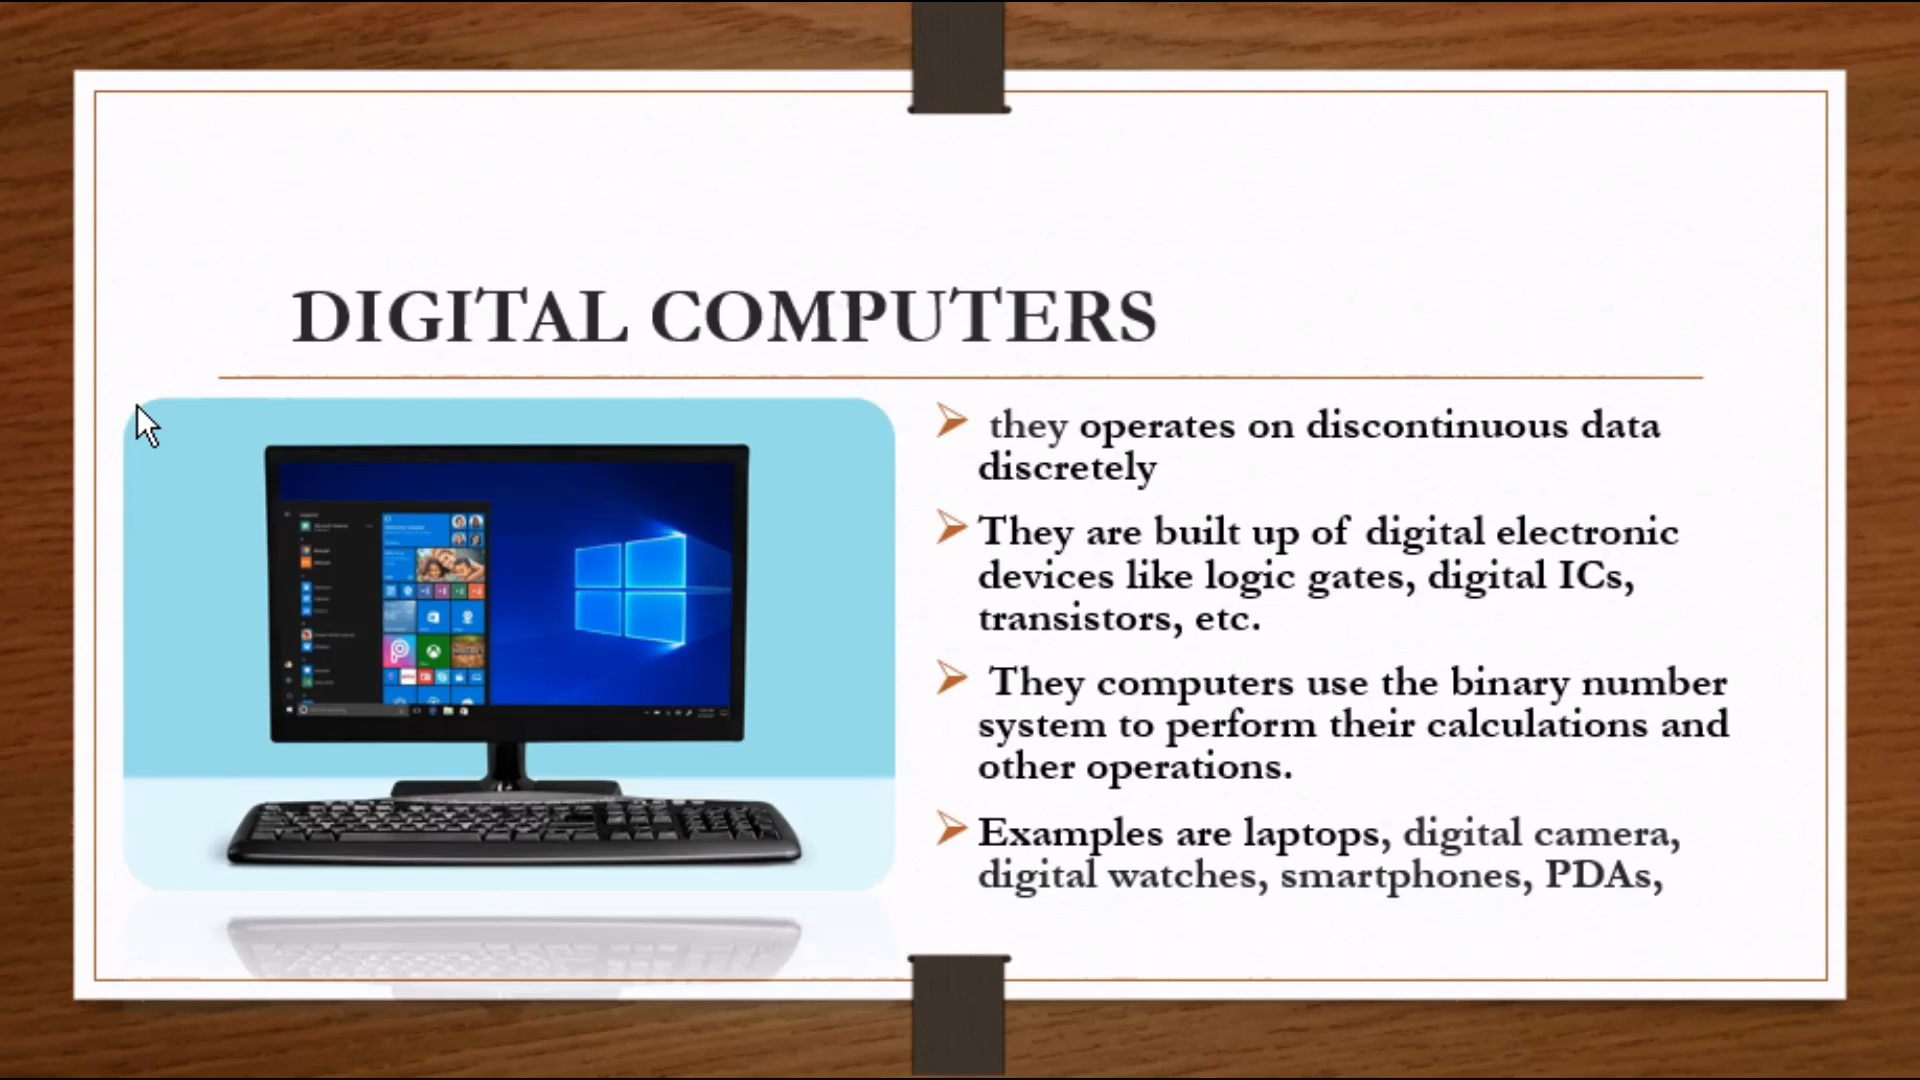 DIGITAL COMPUTERS
they operates on discontinuous data
discretely
They are built up of digital electronic
devices like logic gates, digital ICs,
transistors, etc.
They computers use the binary number
system to perform their calculations and
other operations.
Examples are laptops, digital camera,
digital watches, smartphones, PDAs,